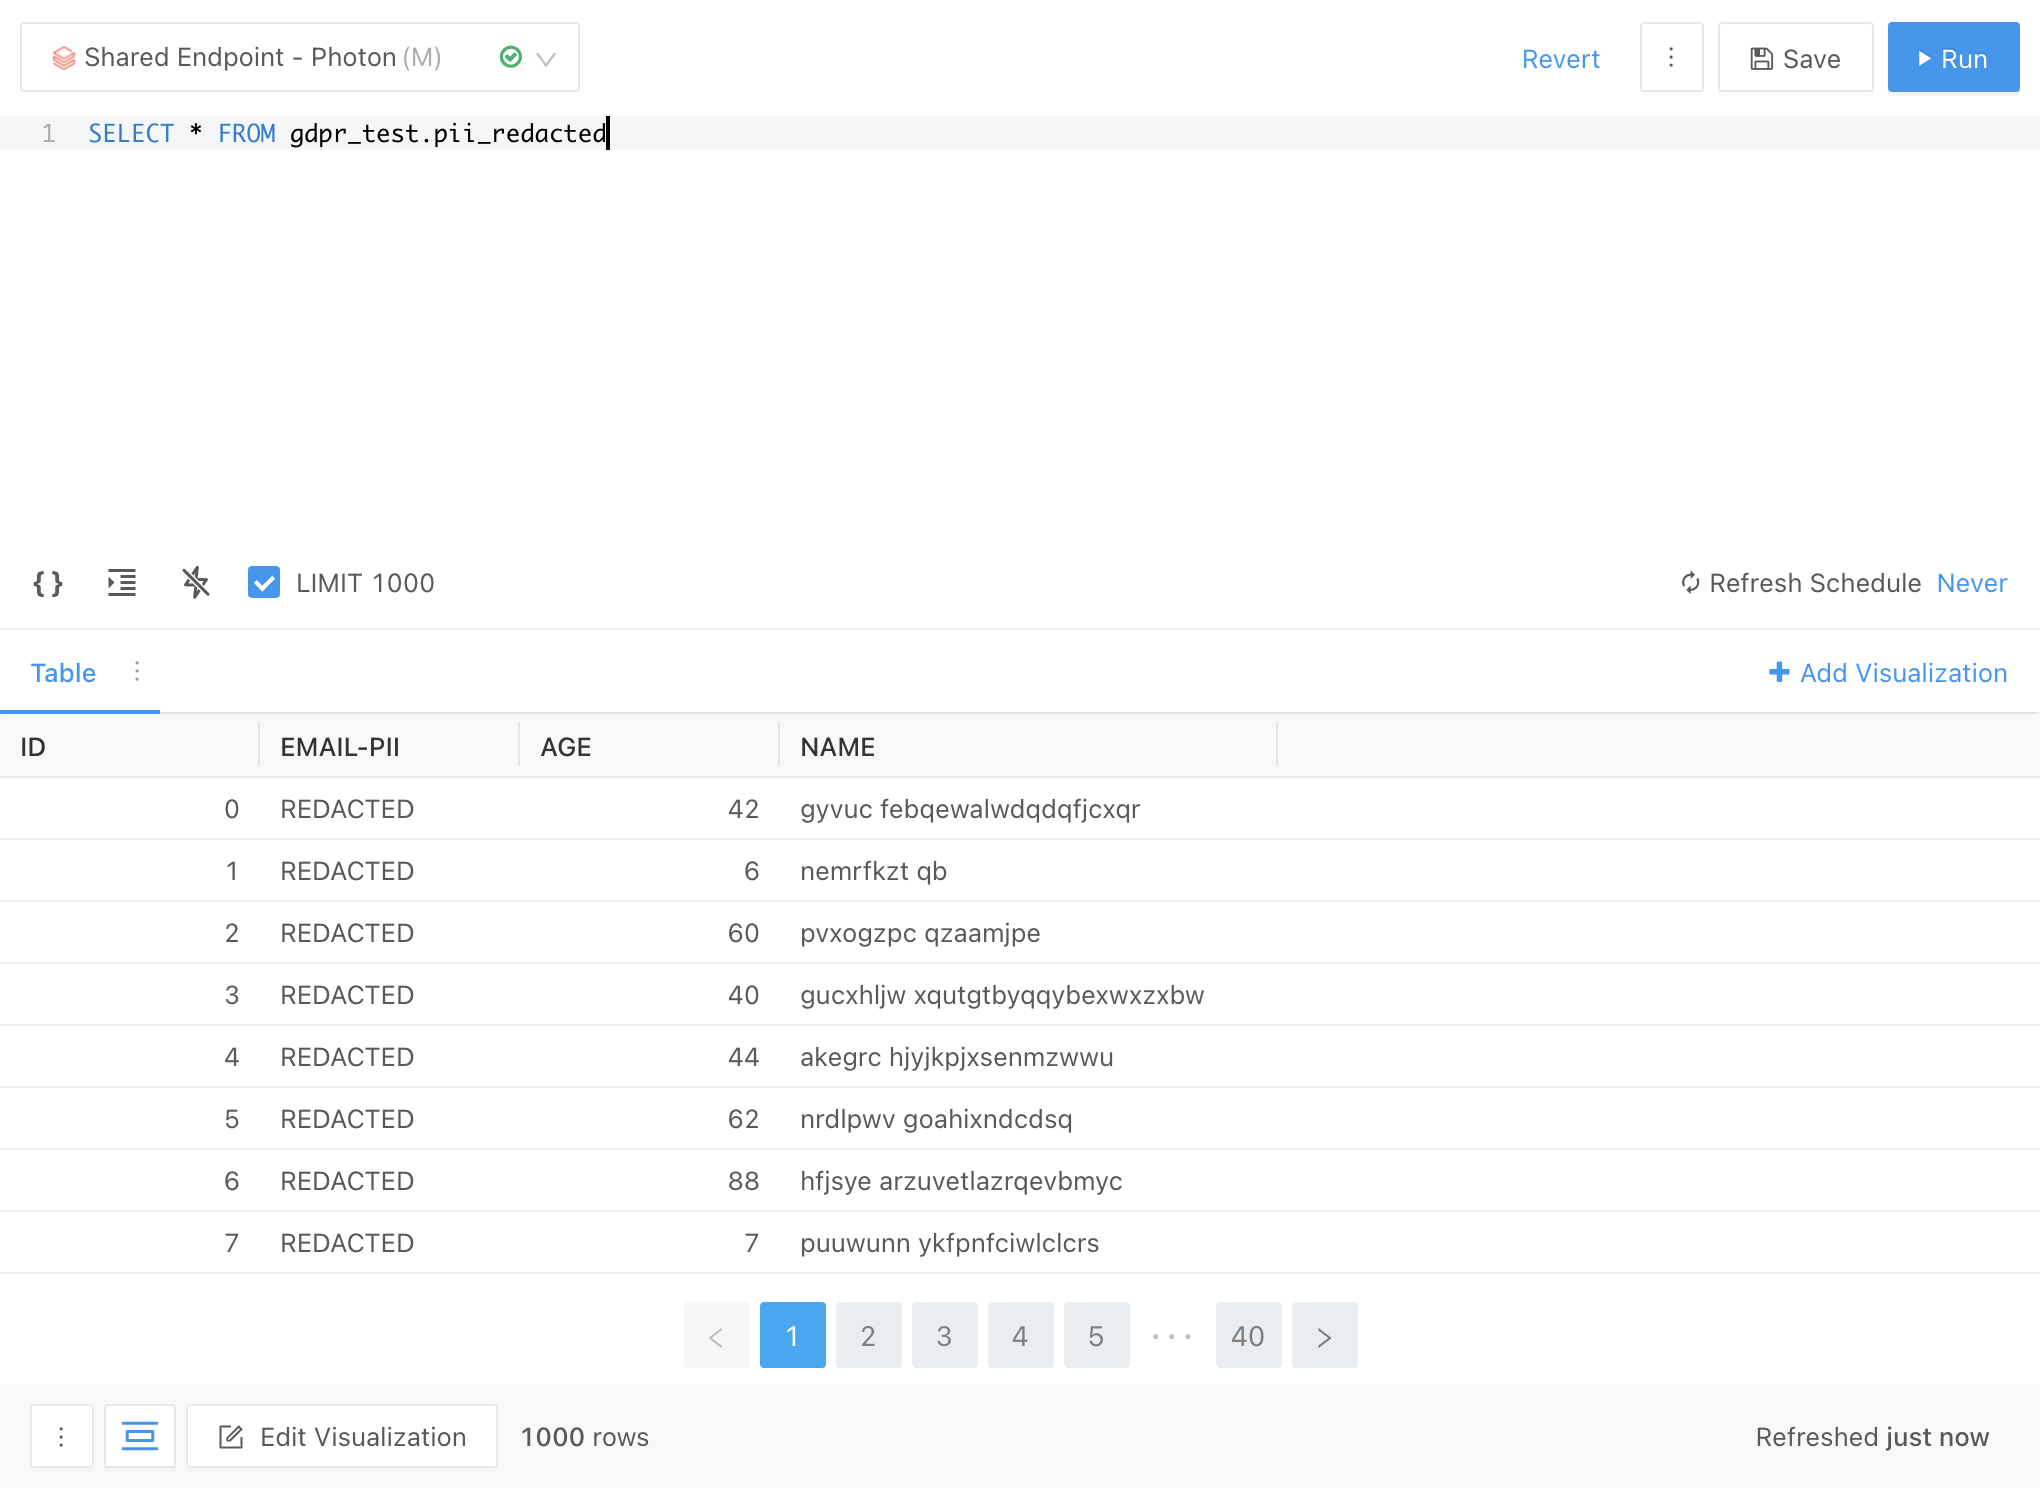 Shared Endpoint - Photon (M)
Revert
Save
Run
1 SELECT * FROM gdpr_test.pii_redacted
{ } LIMIT 1000
Refresh Schedule Never
Table
Add Visualization
ID EMAIL-PII AGE NAME
0 REDACTED 42 gyvuc febqewalwdqdqfjcxqr
1 REDACTED 6 nemrfkzt qb
2 REDACTED 60 pvxogzpc qzaamjpe
3 REDACTED 40 gucxhljw xqutgtbyqqybexwxzxbw
4 REDACTED 44 akegrc hjyjkpjxsenmzwwu
5 REDACTED 62 nrdlpwv goahixndcdsq
6 REDACTED 88 hfjsye arzuvetlazrqevbmyc
7 REDACTED 7 puuwunn ykfpnfciwlclcrs
< 1 2 3 4 5 ··· 40 >
Edit Visualization
1000 rows
Refreshed just now